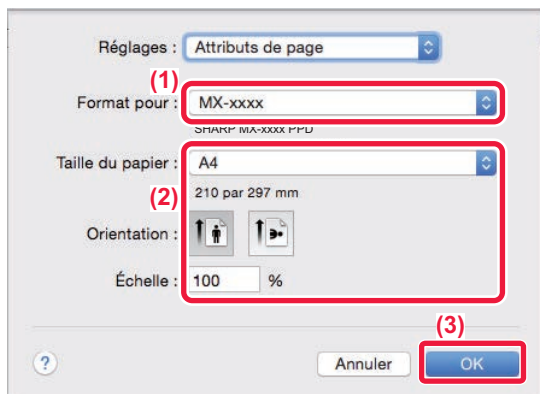 Réglages : Attributs de page
(1)
Format pour : MX-xxxx
SHARP MX-xxxx PPD
Taille du papier : A4
(2) 210 par 297 mm
Orientation :
Échelle : 100 %
(3)
? Annuler OK